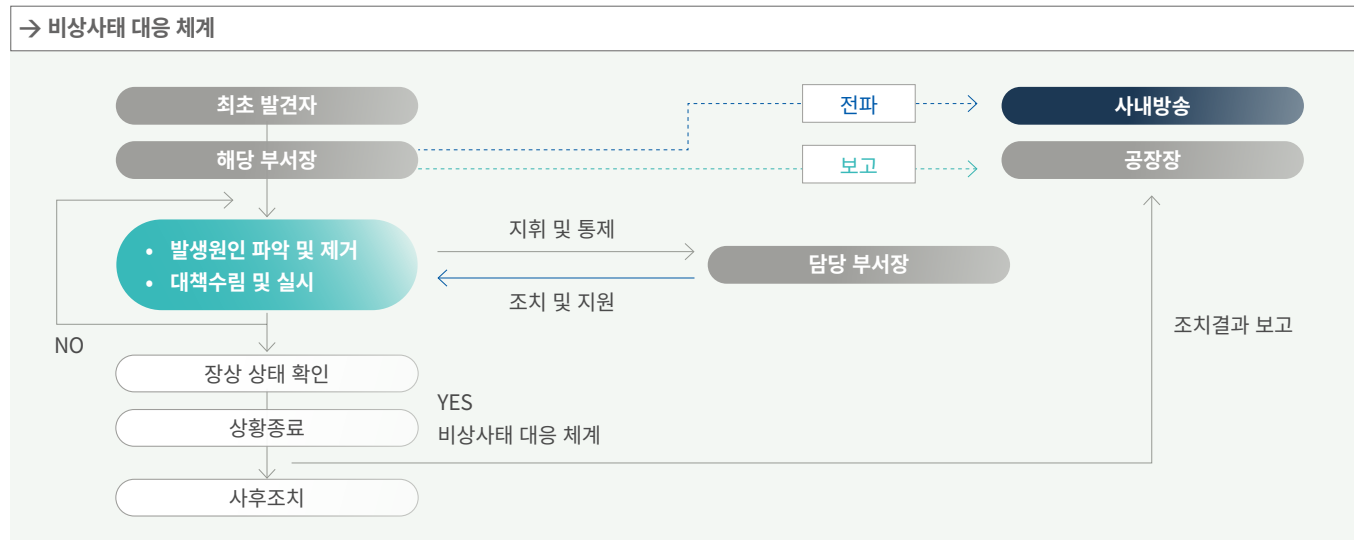 → 비상사태 대응 체계
최초 발견자
전파
사내방송
해당 부서장
보고
공장장
• 발생원인 파악 및 제거
• 대책수림 및 실시
지휘 및 통제
담당 부서장
조치 및 지원
조치결과 보고
NO
장상 상태 확인
YES
상황종료
비상사태 대응 체계
사후조치